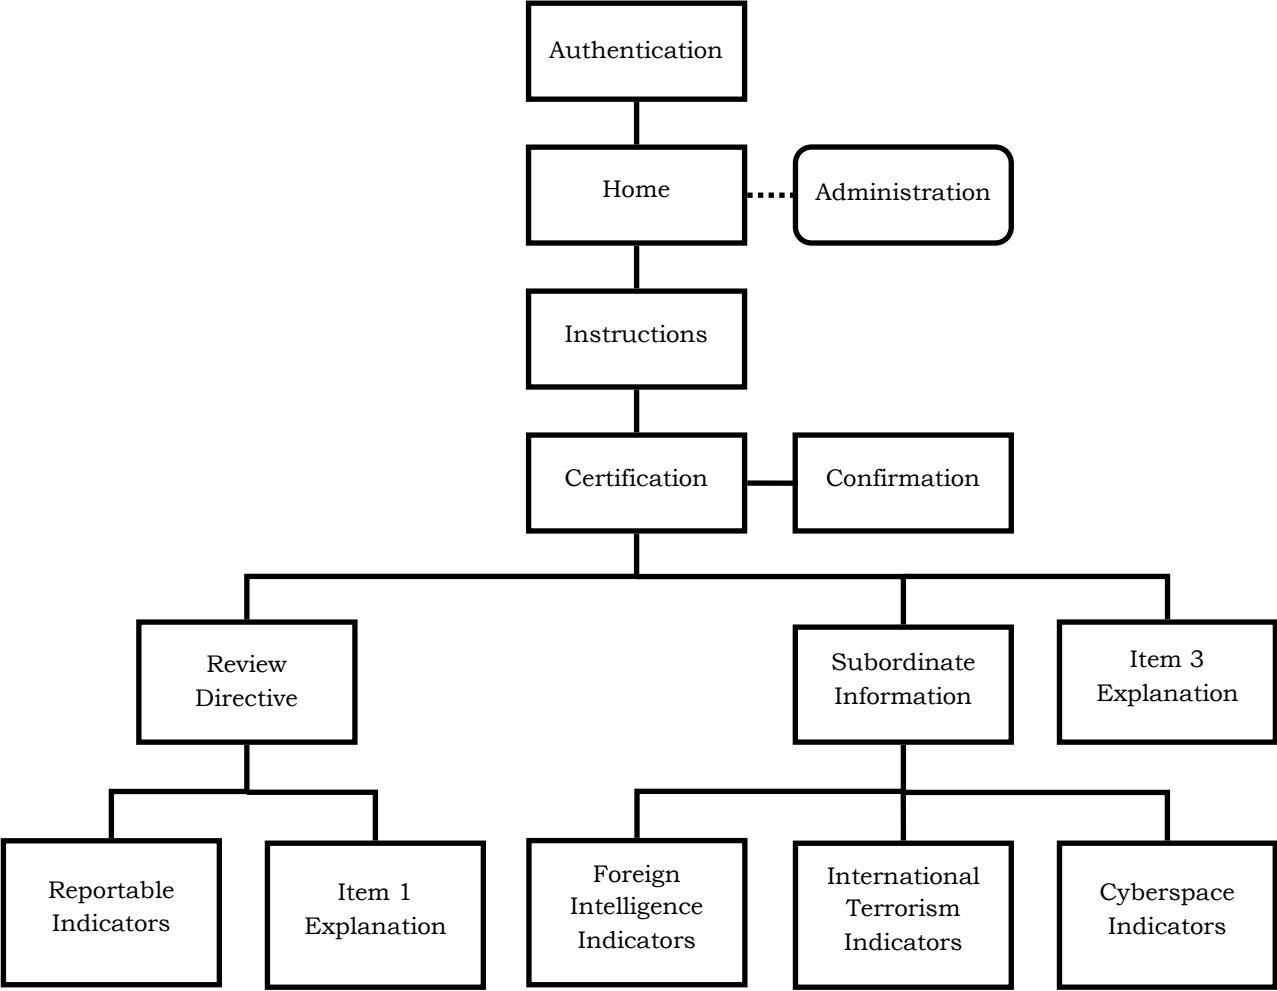 Authentication
Home
Administration
Instructions
Certification
Confirmation
Review
Directive
Subordinate
Information
Item 3
Explanation
Reportable
Indicators
Item 1
Explanation
Foreign
Intelligence
Indicators
International
Terrorism
Indicators
Cyberspace
Indicators